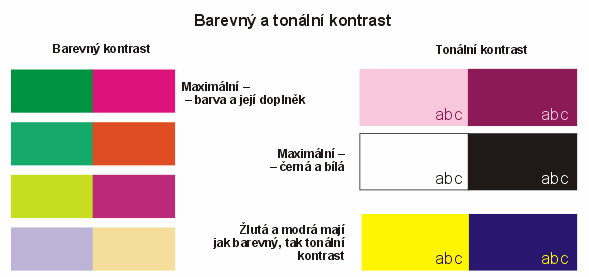 Barevný a tonální kontrast
Barevný kontrast
Tonální kontrast
Maximální –
– barva a její doplněk
abc abc
Maximální –
– černá a bílá
abc abc
Žlutá a modrá mají
jak barevný, tak tonální
kontrast
abc abc